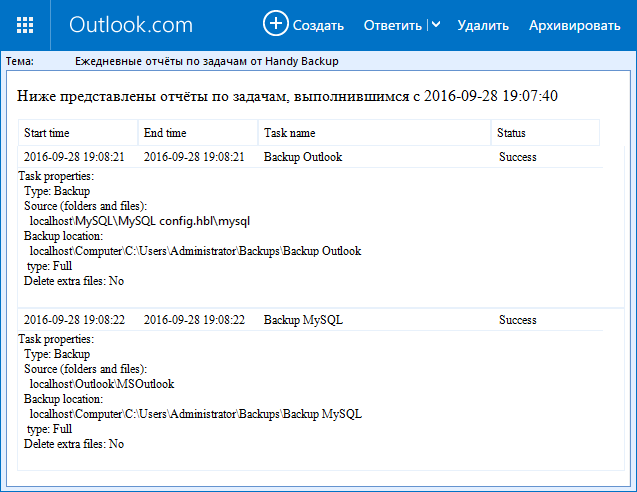 Outlook.com Создать Ответить Удалить Архивировать
Тема: Ежедневные отчёты по задачам от Handy Backup
Ниже представлены отчёты по задачам, выполнившимся с 2016-09-28 19:07:40
Start time End time Task name Status
2016-09-28 19:08:21 2016-09-28 19:08:21 Backup Outlook Success
Task properties:
Type: Backup
Source (folders and files):
localhost\MySQL\MySQL config.hbl\mysql
Backup location:
localhost\Computer\C:\Users\Administrator\Backups\Backup Outlook
type: Full
Delete extra files: No
2016-09-28 19:08:22 2016-09-28 19:08:22 Backup MySQL Success
Task properties:
Type: Backup
Source (folders and files):
localhost\Outlook\MSOutlook
Backup location:
localhost\Computer\C:\Users\Administrator\Backups\Backup MySQL
type: Full
Delete extra files: No